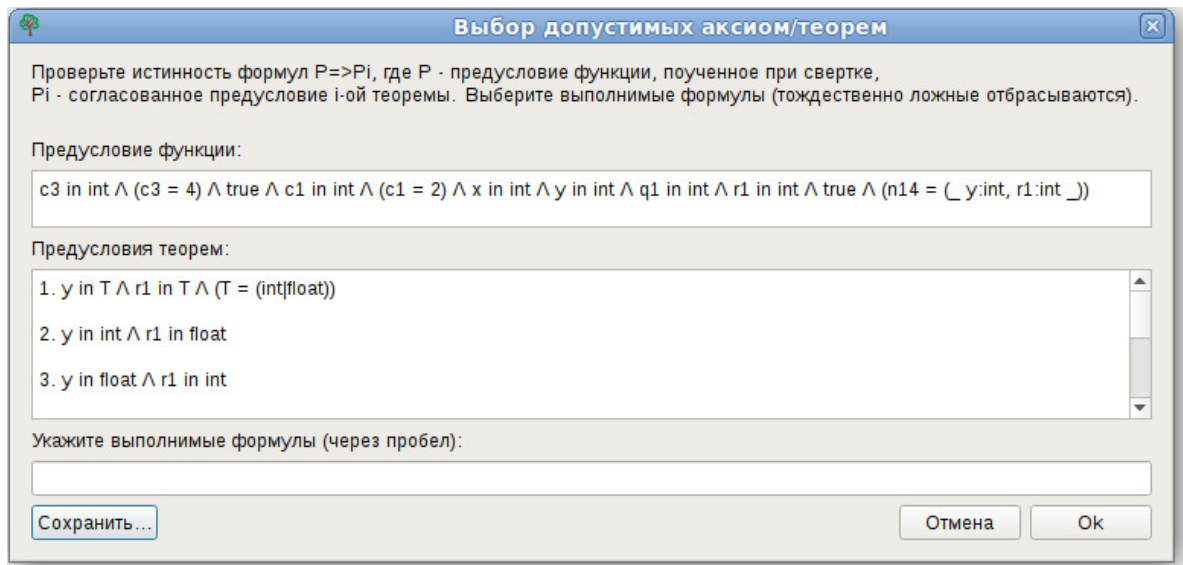 Выбор допустимых аксиом/теорем
Проверьте истинность формул P=>Pi, где P - предусловие функции, поученное при свертке,
Pi - согласованное предусловие i-ой теоремы. Выберите выполнимые формулы (тождественно ложные отбрасываются).
Предусловие функции:
c3 in int /\ (c3 = 4) /\ true /\ c1 in int /\ (c1 = 2) /\ x in int /\ y in int /\ q1 in int /\ r1 in int /\ true /\ (n14 = (_ y:int, r1:int _))
Предусловия теорем:
1. y in T /\ r1 in T /\ (T = (int|float))
2. y in int /\ r1 in float
3. y in float /\ r1 in int
Укажите выполнимые формулы (через пробел):
Сохранить... Отмена Ok